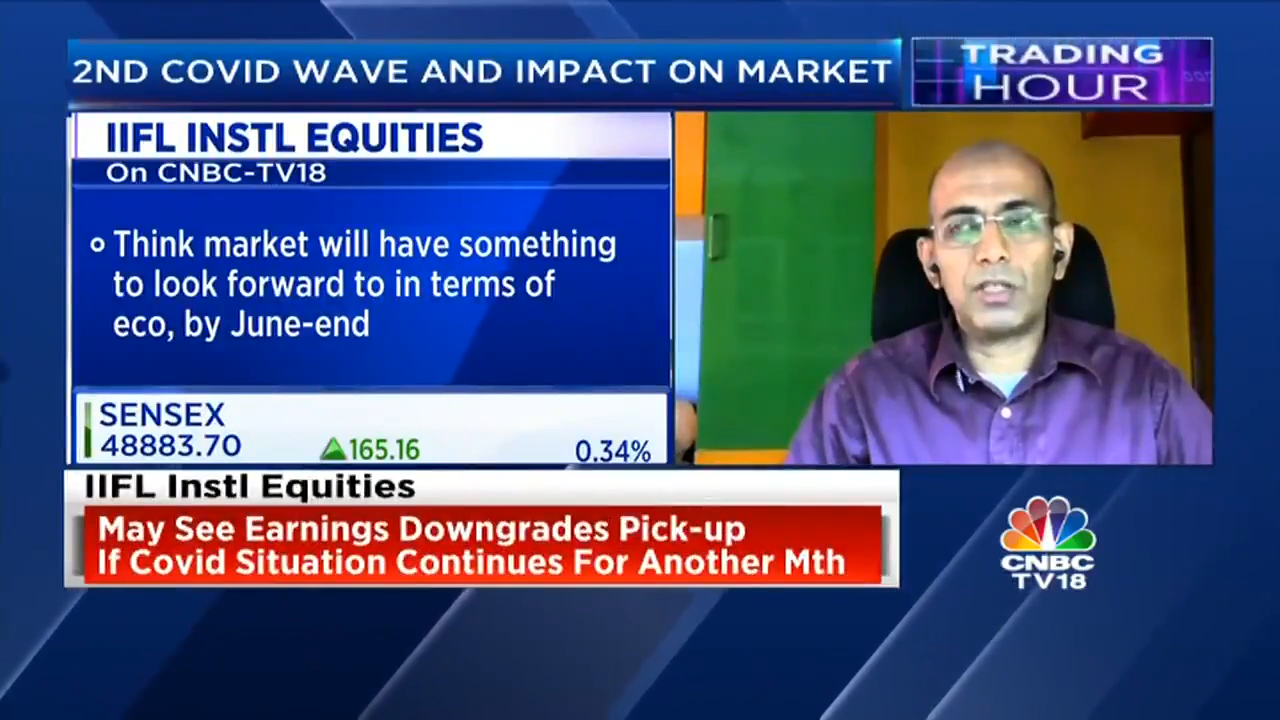 2ND COVID WAVE AND IMPACT ON MARKET
TRADING
HOUR
IIFL INSTL EQUITIES
On CNBC-TV18
Think market will have something
to look forward to in terms of
eco, by June-end
SENSEX
48883.70 165.16 0.34%
IIFL Instl Equities
May See Earnings Downgrades Pick-up
If Covid Situation Continues For Another Mth
CNBC
TV18